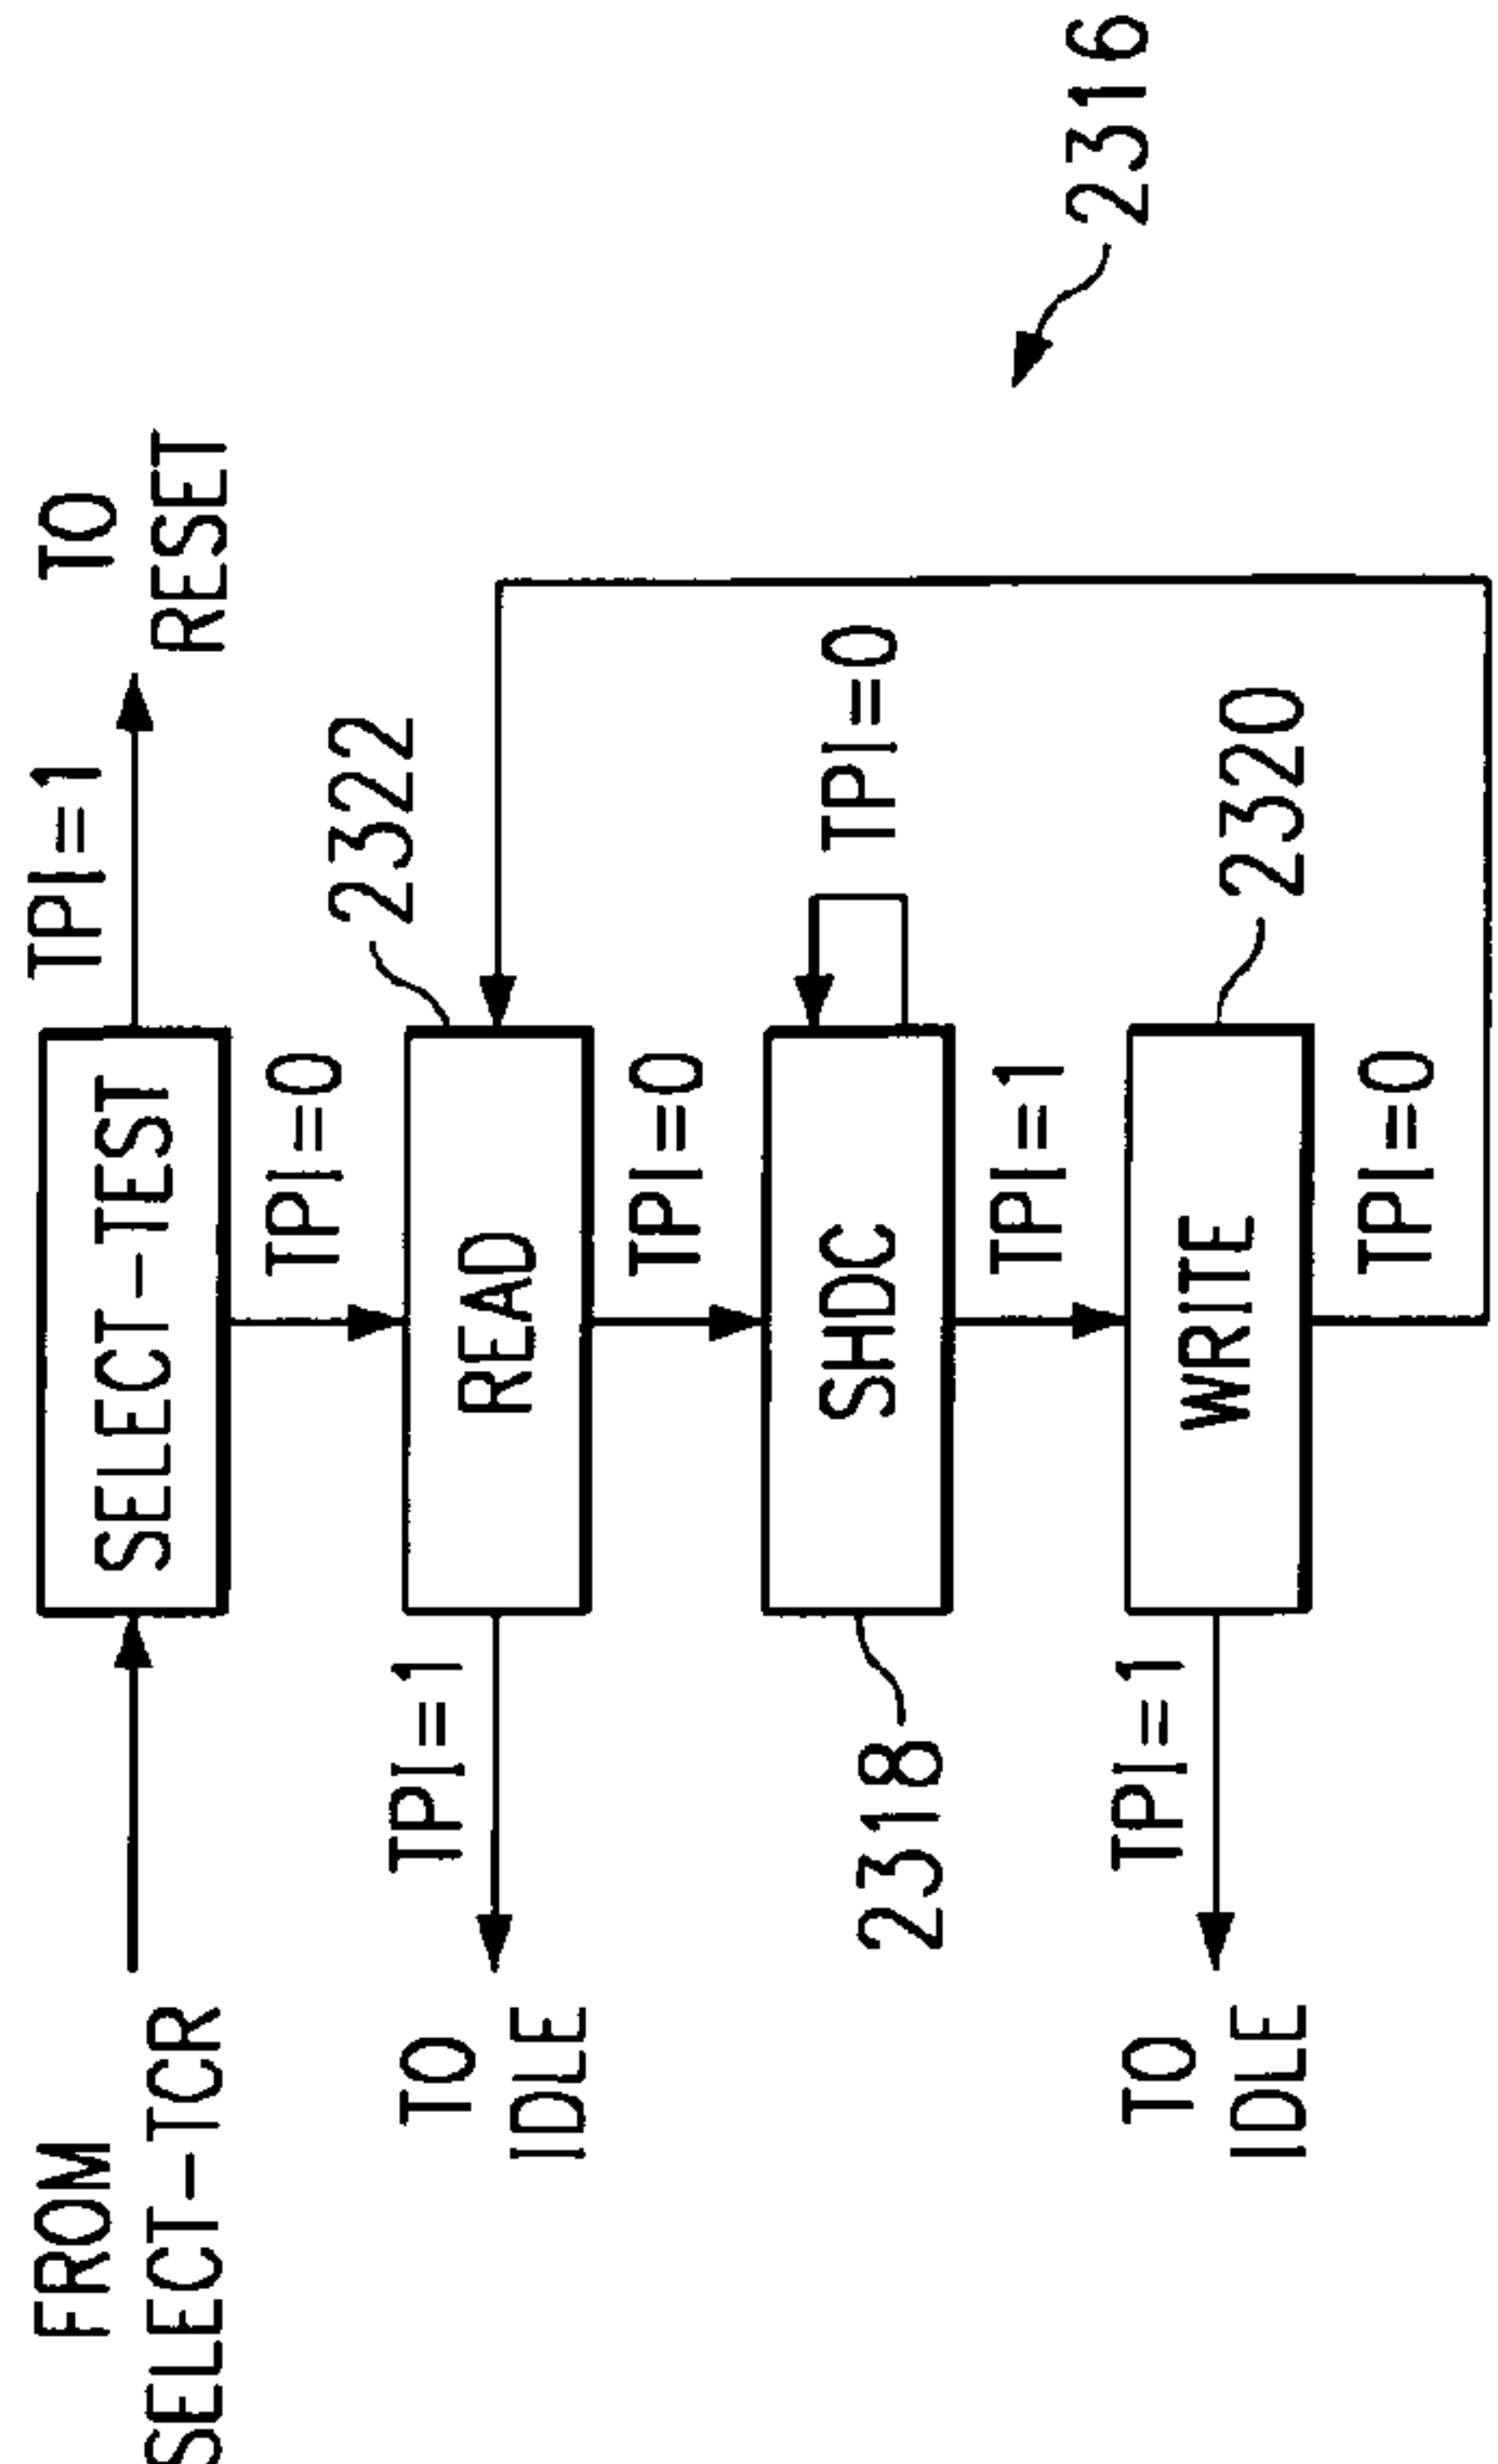 FROM
SELECT-TCR
SELECT-TEST
TPI=1
TO
RESET
TPI=0
2322
TPI=1
READ
TO
IDLE
TPI=0
TPI=0
SHDC
2318
2316
TPI=1
2320
TPI=1
WRITE
TO
IDLE
TPI=0